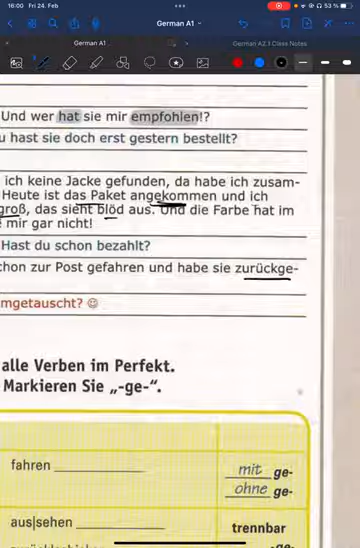 16:00 Fri 24. Feb
53 %
German A1
German A1
German A2.1 Class Notes
Und wer hat sie mir empfohlen!?
u hast sie doch erst gestern bestellt?
ich keine Jacke gefunden, da habe ich zusam-
Heute ist das Paket angekommen und ich
groß, das sieht blöd aus. Und die Farbe hat im
mir gar nicht!
Hast du schon bezahlt?
chon zur Post gefahren und habe sie zurückge-
mgetauscht? ☺
alle Verben im Perfekt.
Markieren Sie „-ge-“.
fahren
mit ge-
ohne ge-
aus|sehen
trennbar
-ge-